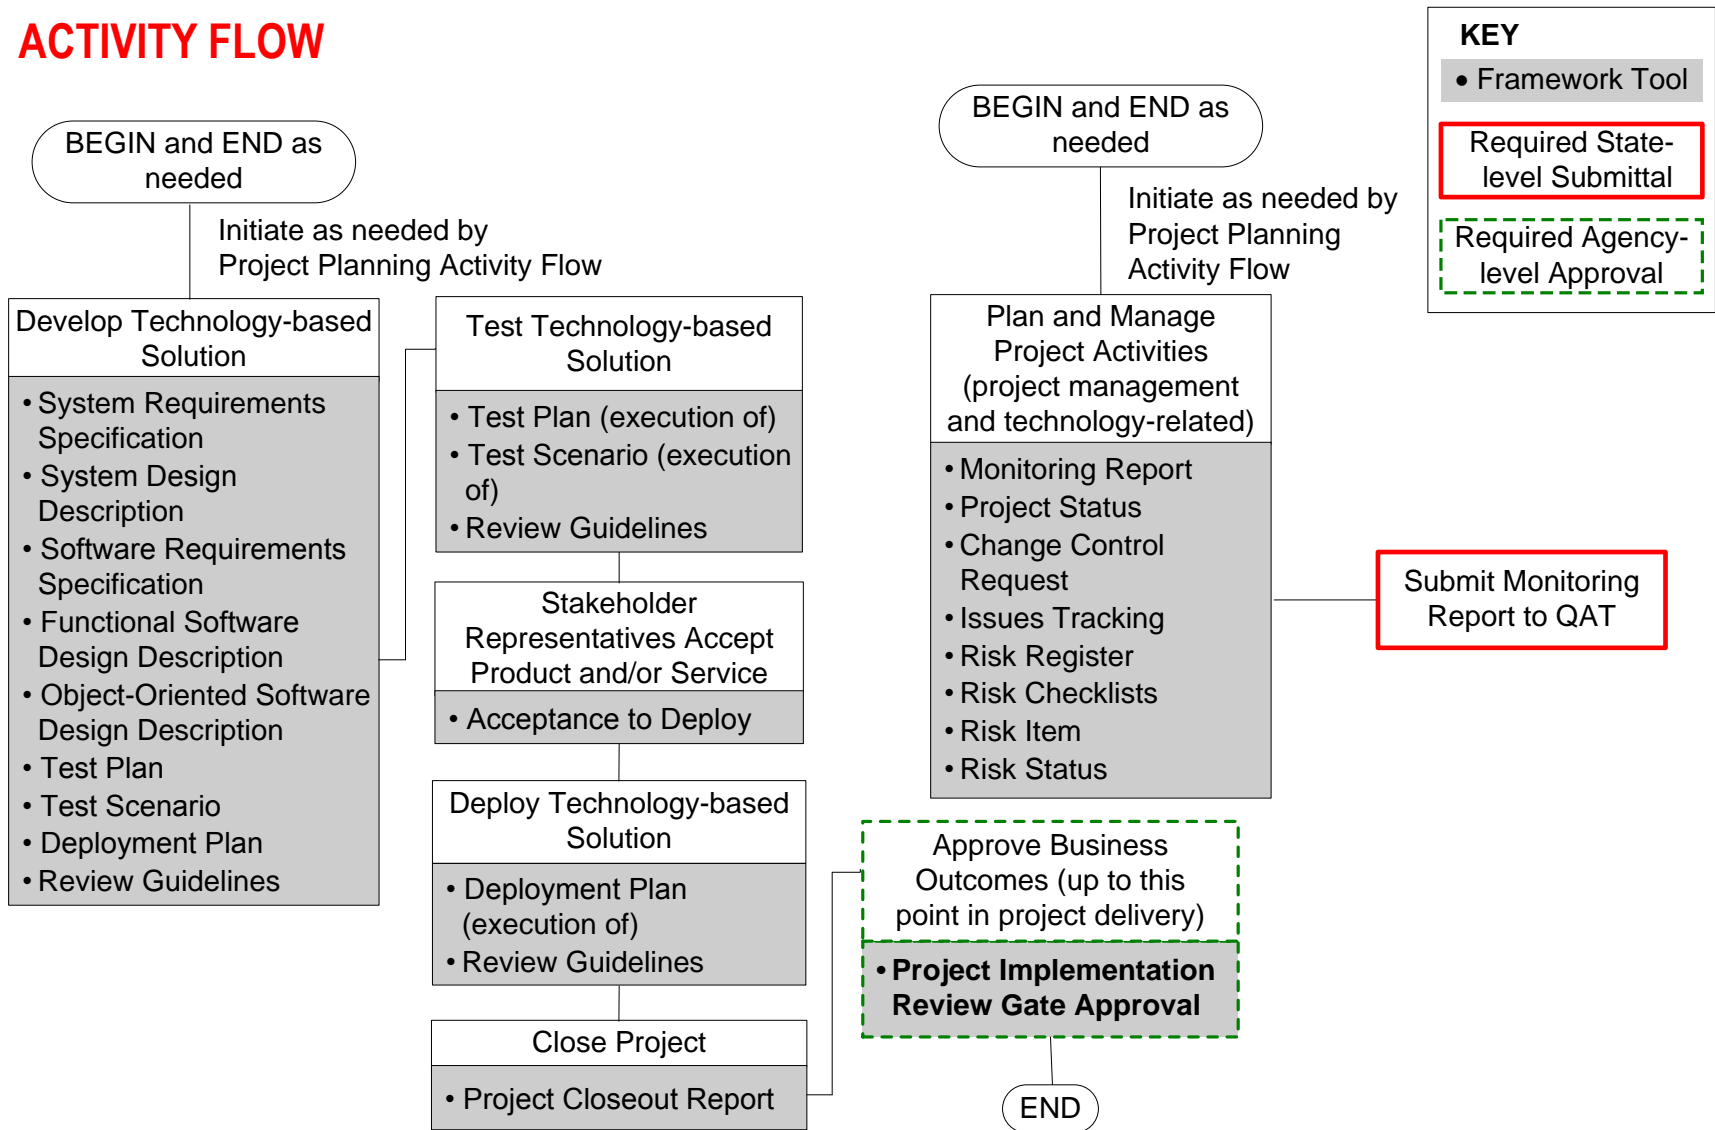 ACTIVITY FLOW
BEGIN and END as
needed
Initiate as needed by
Project Planning Activity Flow
Develop Technology-based
Solution
• System Requirements
Specification
• System Design
Description
• Software Requirements
Specification
• Functional Software
Design Description
• Object-Oriented Software
Design Description
• Test Plan
• Test Scenario
• Deployment Plan
• Review Guidelines
Test Technology-based
Solution
• Test Plan (execution of)
• Test Scenario (execution
of)
• Review Guidelines
Stakeholder
Representatives Accept
Product and/or Service
• Acceptance to Deploy
Deploy Technology-based
Solution
• Deployment Plan
(execution of)
• Review Guidelines
Close Project
• Project Closeout Report
Approve Business
Outcomes (up to this
point in project delivery)
• Project Implementation
Review Gate Approval
END
BEGIN and END as
needed
Initiate as needed by
Project Planning
Activity Flow
Plan and Manage
Project Activities
(project management
and technology-related)
• Monitoring Report
• Project Status
• Change Control
Request
• Issues Tracking
• Risk Register
• Risk Checklists
• Risk Item
• Risk Status
Submit Monitoring
Report to QAT
KEY
• Framework Tool
Required State-
level Submittal
Required Agency-
level Approval